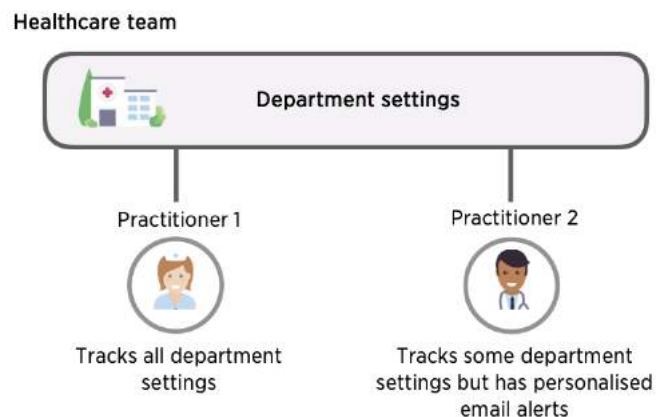 Healthcare team
Department settings
Practitioner 1
Practitioner 2
Tracks all department
settings
Tracks some department
settings but has personalised
email alerts